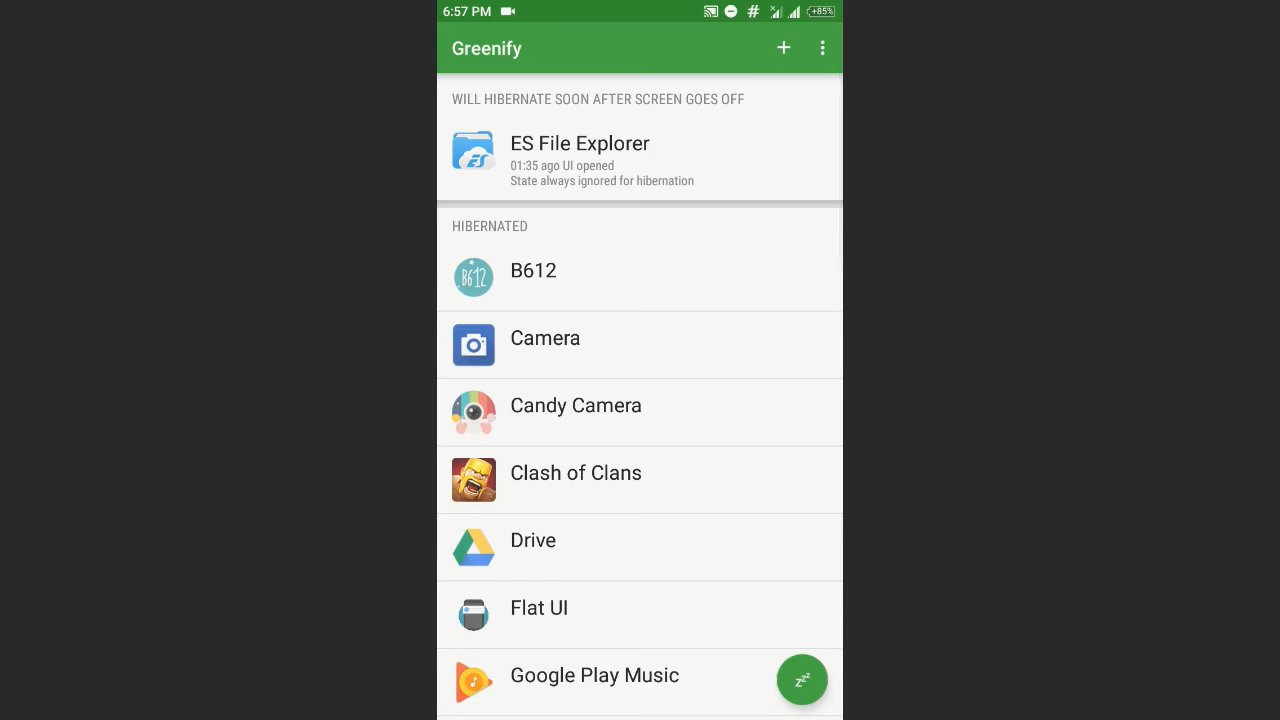 6:57 PM
+85%
Greenify
WILL HIBERNATE SOON AFTER SCREEN GOES OFF
ES File Explorer
01:35 ago UI opened
State always ignored for hibernation
HIBERNATED
B612
B612
Camera
Candy Camera
Clash of Clans
Drive
Flat UI
Google Play Music
zzz